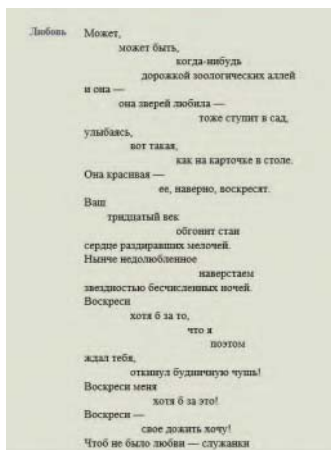 Любовь
Может,
может быть,
когда-нибудь
дорожкой зоологических аллей
и она —
она зверей любила —
тоже ступит в сад,
улыбаясь,
вот такая,
как на карточке в столе.
Она красивая —
ее, наверно, воскресят.
Ваш
тридцатый век
обгонит стаи
сердце раздиравших мелочей.
Нынче недолюбленное
наверстаем
звездностью бесчисленных ночей.
Воскреси
хотя б за то,
что я
поэтом
ждал тебя,
откинул будничную чушь!
Воскреси меня
хотя б за это!
Воскреси —
свое дожить хочу!
Чтоб не было любви — служанки